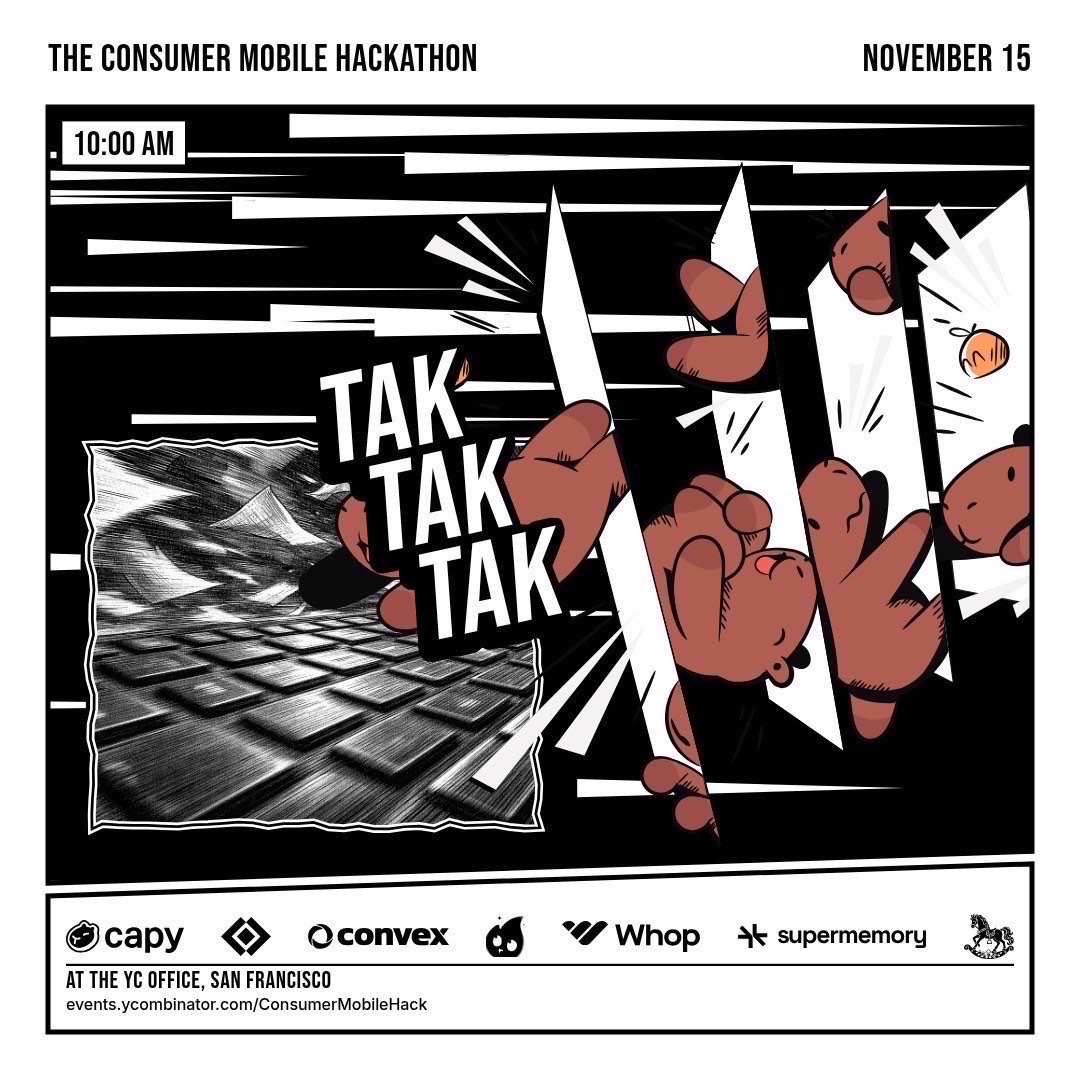 THE CONSUMER MOBILE HACKATHON
NOVEMBER 15
10:00 AM
TAK
TAK
TAK
capy
convex
Whop
supermemory
AT THE YC OFFICE, SAN FRANCISCO
events.ycombinator.com/ConsumerMobileHack